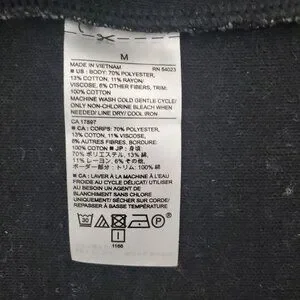 M
MADE IN VIETNAM RN 54023
■ US : BODY: 70% POLYESTER,
13% COTTON, 11% RAYON/
VISCOSE, 6% OTHER FIBERS, TRIM:
100% COTTON
MACHINE WASH COLD GENTLE CYCLE/
ONLY NON-CHLORINE BLEACH WHEN
NEEDED/ LINE DRY/ COOL IRON
CA 17897
■ CA : CORPS: 70% POLYESTER,
13% COTON, 11% VISCOSE,
6% AUTRES FIBRES, BORDURE:
100% COTON ■ JP : 身頃
70% ポリエステル, 13% 綿,
11% レーヨン, 6% その他,
ボーダー部分: トリム: 100% 綿
■ CA : LAVER À LA MACHINE À L'EAU
FROIDE AU CYCLE DÉLICAT/ UTILISER
AU BESOIN UN AGENT DE
BLANCHIMENT SANS CHLORE
UNIQUEMENT/ SÉCHER SUR CORDE/
REPASSER À BASSE TEMPÉRATURE
30 P
1166